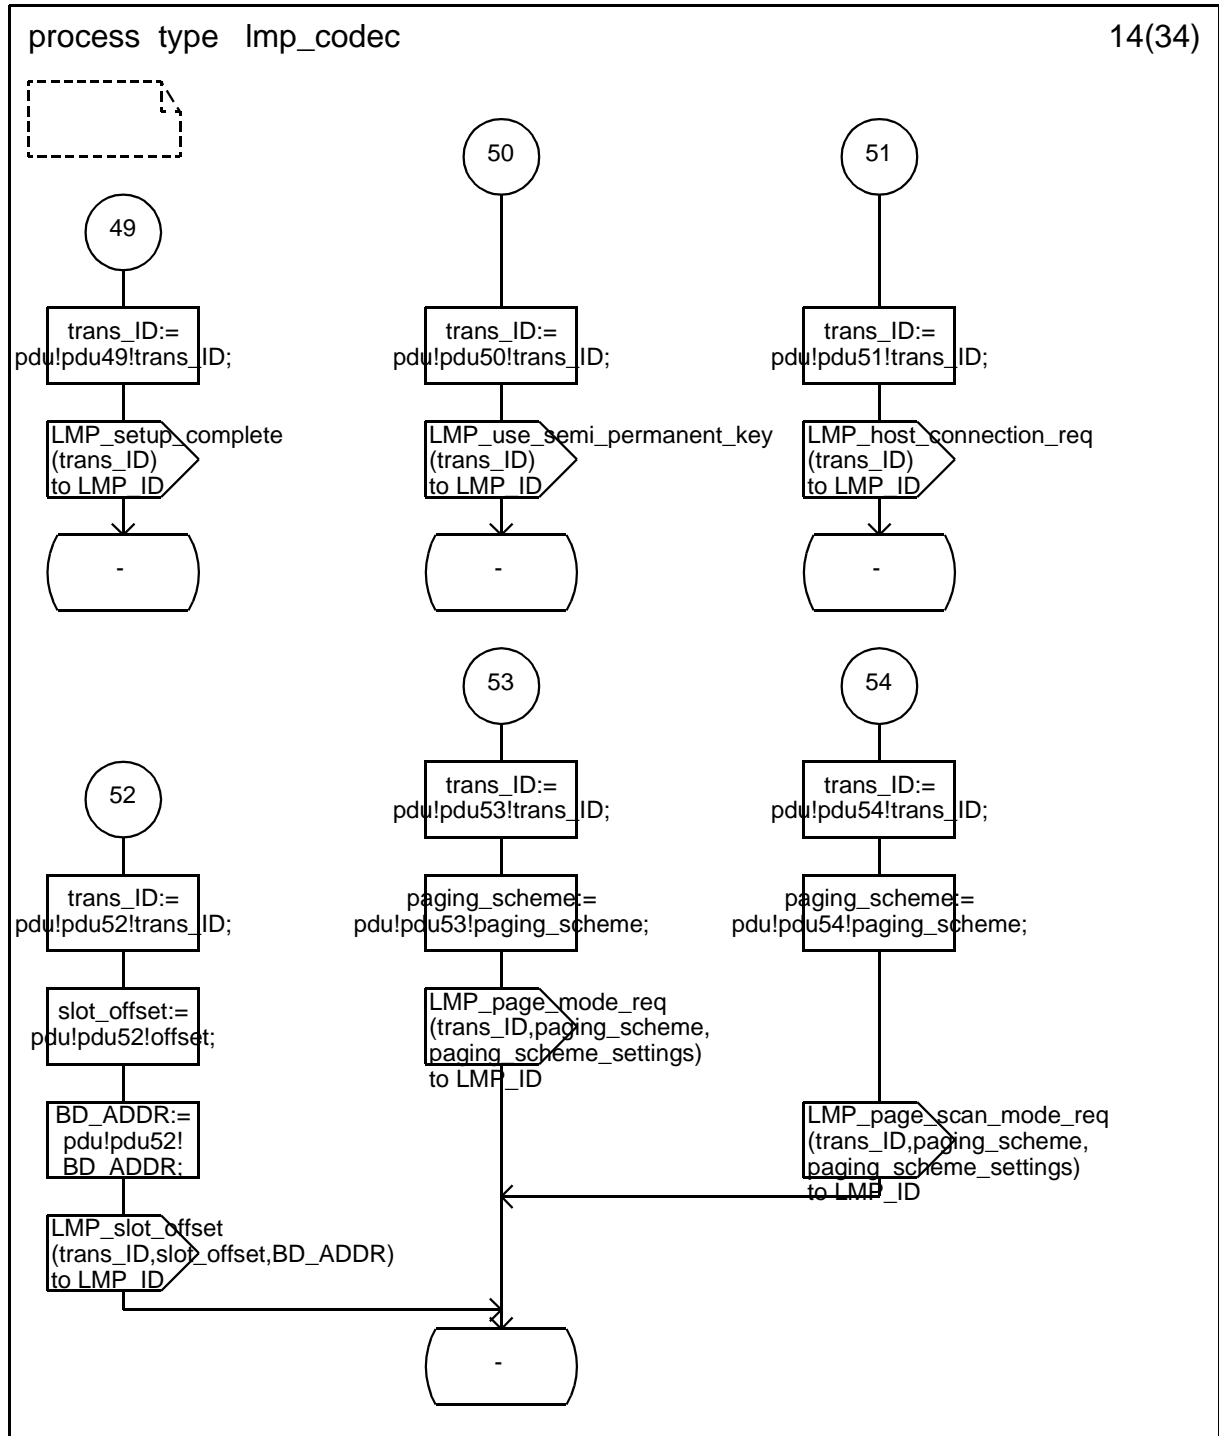 process type lmp_codec
14(34)
50
51
49
trans_ID:=
pdu!pdu49!trans_ID;
trans_ID:=
pdu!pdu50!trans_ID;
trans_ID:=
pdu!pdu51!trans_ID;
LMP_setup_complete
(trans_ID)
to LMP_ID
LMP_use_semi_permanent_key
(trans_ID)
to LMP_ID
LMP_host_connection_req
(trans_ID)
to LMP_ID
-
-
-
53
54
52
trans_ID:=
pdu!pdu53!trans_ID;
trans_ID:=
pdu!pdu54!trans_ID;
trans_ID:=
pdu!pdu52!trans_ID;
paging_scheme:=
pdu!pdu53!paging_scheme;
paging_scheme:=
pdu!pdu54!paging_scheme;
slot_offset:=
pdu!pdu52!offset;
LMP_page_mode_req
(trans_ID,paging_scheme,
paging_scheme_settings)
to LMP_ID
BD_ADDR:=
pdu!pdu52!
BD_ADDR;
LMP_page_scan_mode_req
(trans_ID,paging_scheme,
paging_scheme_settings)
to LMP_ID
LMP_slot_offset
(trans_ID,slot_offset,BD_ADDR)
to LMP_ID
-